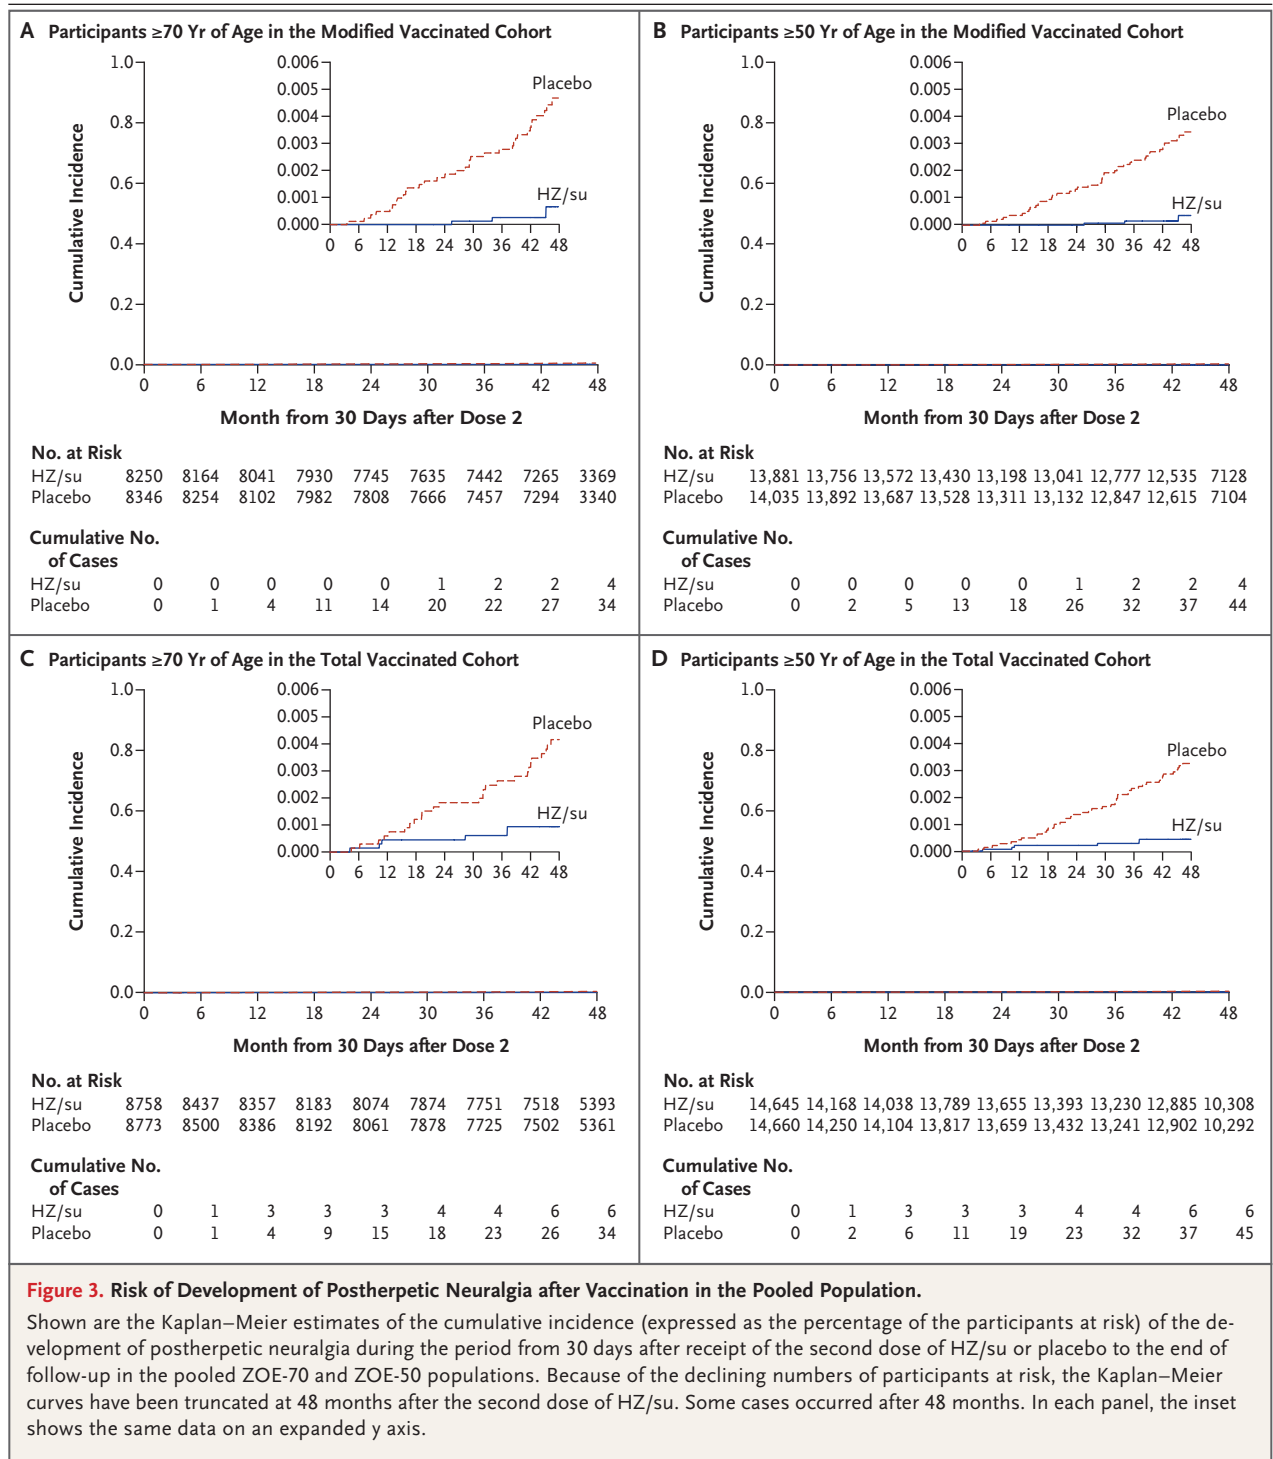 A Participants ≥70 Yr of Age in the Modified Vaccinated Cohort
1.0
0.8
0.6
0.4
0.2
0.0
Cumulative Incidence
0.006
0.005
0.004
0.003
0.002
0.001
0.000
Placebo
HZ/su
0 6 12 18 24 30 36 42 48
0 6 12 18 24 30 36 42 48
Month from 30 Days after Dose 2
No. at Risk
HZ/su 8250 8164 8041 7930 7745 7635 7442 7265 3369
Placebo 8346 8254 8102 7982 7808 7666 7457 7294 3340
Cumulative No.
of Cases
HZ/su 0 0 0 0 0 1 2 2 4
Placebo 0 1 4 11 14 20 22 27 34
B Participants ≥50 Yr of Age in the Modified Vaccinated Cohort
1.0
0.8
0.6
0.4
0.2
0.0
Cumulative Incidence
0.006
0.005
0.004
0.003
0.002
0.001
0.000
Placebo
HZ/su
0 6 12 18 24 30 36 42 48
0 6 12 18 24 30 36 42 48
Month from 30 Days after Dose 2
No. at Risk
HZ/su 13,881 13,756 13,572 13,430 13,198 13,041 12,777 12,535 7128
Placebo 14,035 13,892 13,687 13,528 13,311 13,132 12,847 12,615 7104
Cumulative No.
of Cases
HZ/su 0 0 0 0 0 1 2 2 4
Placebo 0 2 5 13 18 26 32 37 44
C Participants ≥70 Yr of Age in the Total Vaccinated Cohort
1.0
0.8
0.6
0.4
0.2
0.0
Cumulative Incidence
0.006
0.005
0.004
0.003
0.002
0.001
0.000
Placebo
HZ/su
0 6 12 18 24 30 36 42 48
0 6 12 18 24 30 36 42 48
Month from 30 Days after Dose 2
No. at Risk
HZ/su 8758 8437 8357 8183 8074 7874 7751 7518 5393
Placebo 8773 8500 8386 8192 8061 7878 7725 7502 5361
Cumulative No.
of Cases
HZ/su 0 1 3 3 3 4 4 6 6
Placebo 0 1 4 9 15 18 23 26 34
D Participants ≥50 Yr of Age in the Total Vaccinated Cohort
1.0
0.8
0.6
0.4
0.2
0.0
Cumulative Incidence
0.006
0.005
0.004
0.003
0.002
0.001
0.000
Placebo
HZ/su
0 6 12 18 24 30 36 42 48
0 6 12 18 24 30 36 42 48
Month from 30 Days after Dose 2
No. at Risk
HZ/su 14,645 14,168 14,038 13,789 13,655 13,393 13,230 12,885 10,308
Placebo 14,660 14,250 14,104 13,817 13,659 13,432 13,241 12,902 10,292
Cumulative No.
of Cases
HZ/su 0 1 3 3 3 4 4 6 6
Placebo 0 2 6 11 19 23 32 37 45
Figure 3. Risk of Development of Postherpetic Neuralgia after Vaccination in the Pooled Population.
Shown are the Kaplan–Meier estimates of the cumulative incidence (expressed as the percentage of the participants at risk) of the de-
velopment of postherpetic neuralgia during the period from 30 days after receipt of the second dose of HZ/su or placebo to the end of
follow-up in the pooled ZOE-70 and ZOE-50 populations. Because of the declining numbers of participants at risk, the Kaplan–Meier
curves have been truncated at 48 months after the second dose of HZ/su. Some cases occurred after 48 months. In each panel, the inset
shows the same data on an expanded y axis.